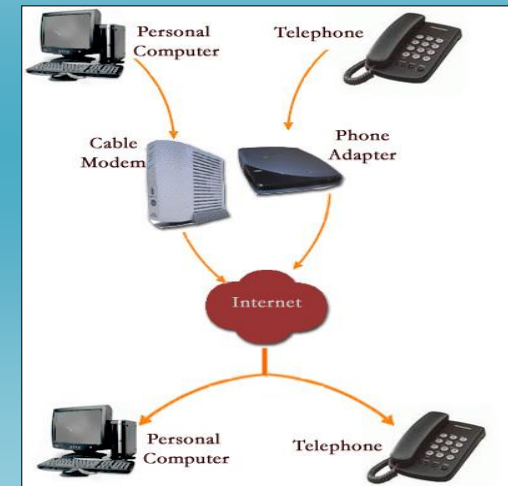 Personal
Computer
Telephone
Cable
Modem
Phone
Adapter
Internet
Personal
Computer
Telephone